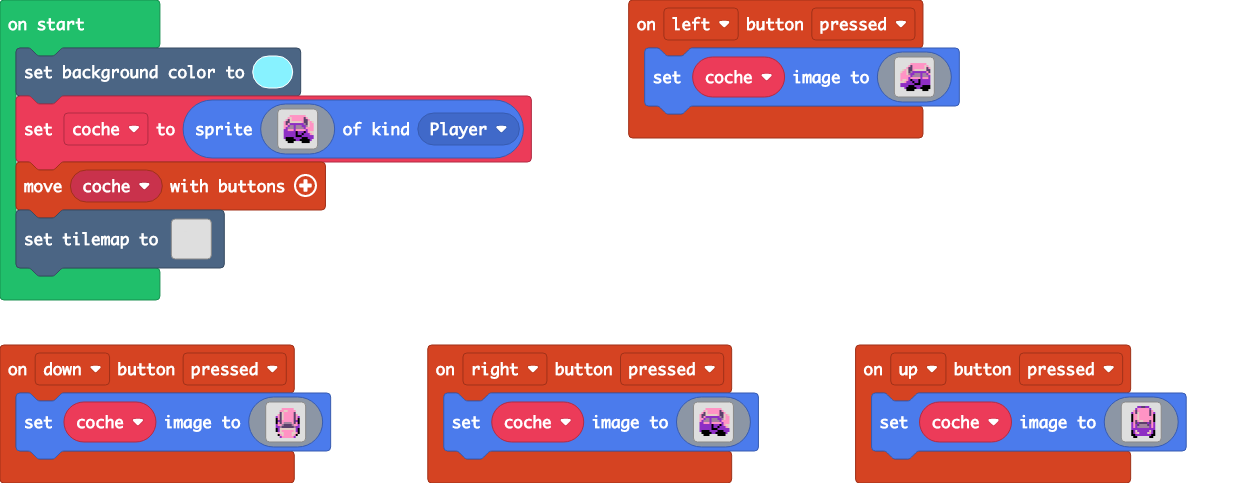 on start
set background color to
set coche to sprite of kind Player
move coche with buttons
set tilemap to
on left button pressed
set coche image to
on down button pressed
set coche image to
on right button pressed
set coche image to
on up button pressed
set coche image to